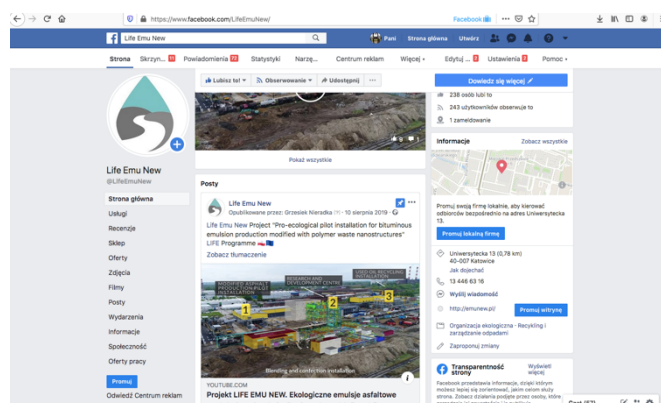 https://www.facebook.com/LifeEmuNew/
Facebook
Life Emu New
Pani
Strona główna
Utwórz
Strona
Skrzyn...
Powiadomienia
Statystyki
Narzę...
Centrum reklam
Więcej
Edytuj ...
Ustawienia
Pomoc
Lubisz to!
Obserwowanie
Udostępnij
...
Dowiedz się więcej
238 osób lubi to
243 użytkowników obserwuje to
1 zameldowanie
9
1
Pokaż wszystkie
Informacje
Zobacz wszystkie
Life Emu New
@LifeEmuNew
Strona główna
Usługi
Recenzje
Sklep
Oferty
Zdjęcia
Filmy
Posty
Wydarzenia
Informacje
Społeczność
Oferty pracy
Promuj
Odwiedź Centrum reklam
Posty
Life Emu New
Opublikowane przez: Grzesiek Nieradka
10 sierpnia 2019
Life Emu New Project "Pro-ecological pilot installation for bituminous
emulsion production modified with polymer waste nanostructures"
LIFE Programme
Zobacz tłumaczenie
MODIFIED ASPHALT
PRODUCTION PILOT
INSTALLATION
RESEARCH AND
DEVELOPMENT CENTRE
USED OIL RECYCLING
INSTALLATION
1
2
3
Blending and confection installation
YOUTUBE.COM
Projekt LIFE EMU NEW. Ekologiczne emulsje asfaltowe
Promuj swoją firmę lokalnie, aby kierować
odbiorców bezpośrednio na adres Uniwersytecka
13.
Promuj lokalną firmę
Uniwersytecka 13 (0,78 km)
40-007 Katowice
Jak dojechać
13 446 63 16
Wyślij wiadomość
http://emunew.pl/
Promuj witrynę
Organizacja ekologiczna · Recykling i
zarządzanie odpadami
Zaproponuj zmiany
Transparentność
strony
Wyświetl
więcej
Facebook przedstawia informacje, dzięki którym
możesz lepiej się zorientować, jakim celom służy
strona. Zobacz działania podjęte przez osoby, które